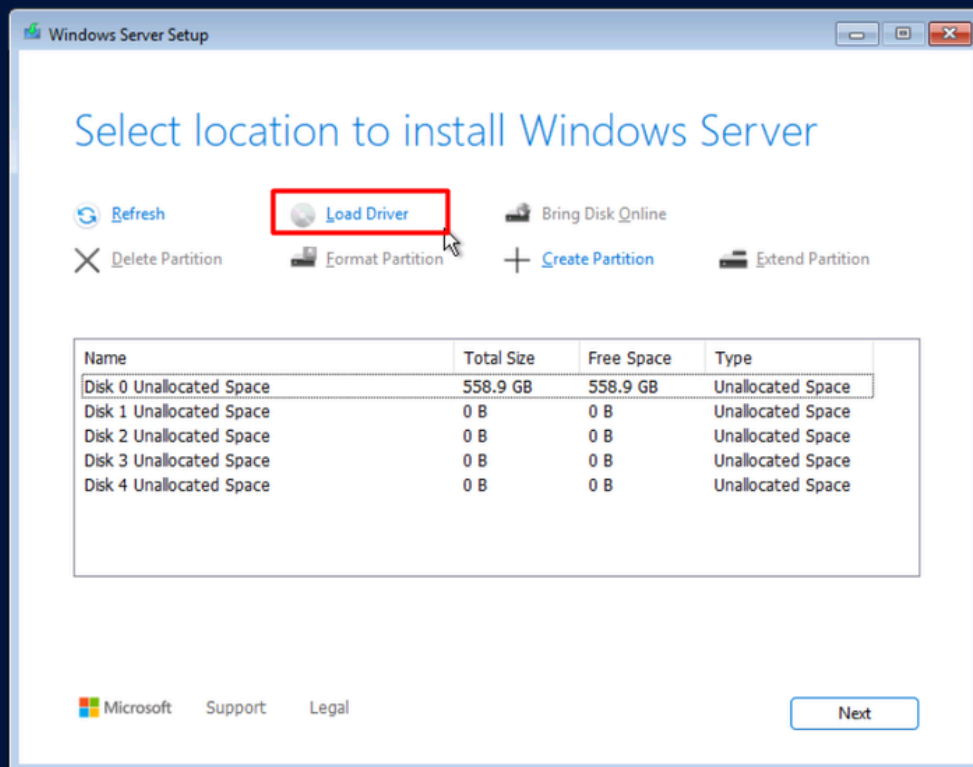 Windows Server Setup
Select location to install Windows Server
Refresh Load Driver Bring Disk Online
Delete Partition Format Partition Create Partition Extend Partition
Name Total Size Free Space Type
Disk 0 Unallocated Space 558.9 GB 558.9 GB Unallocated Space
Disk 1 Unallocated Space 0 B 0 B Unallocated Space
Disk 2 Unallocated Space 0 B 0 B Unallocated Space
Disk 3 Unallocated Space 0 B 0 B Unallocated Space
Disk 4 Unallocated Space 0 B 0 B Unallocated Space
Microsoft Support Legal Next